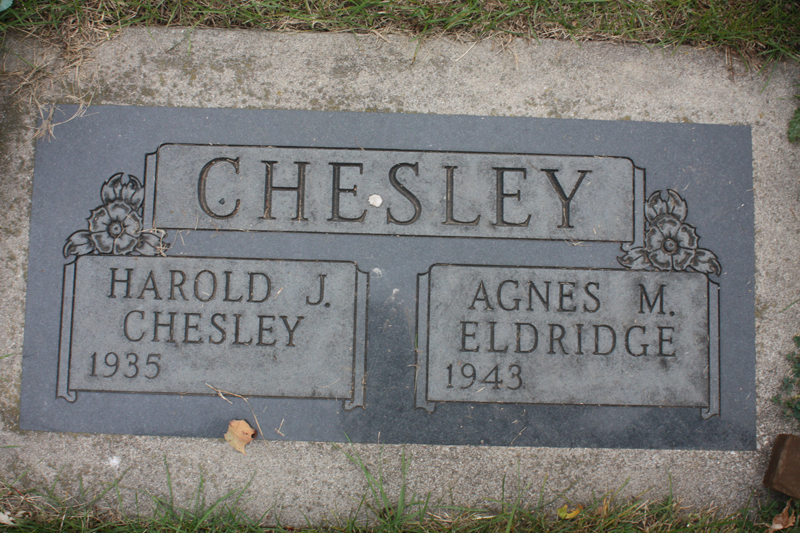 CHESLEY
HAROLD J.
CHESLEY
1935
AGNES M.
ELDRIDGE
1943